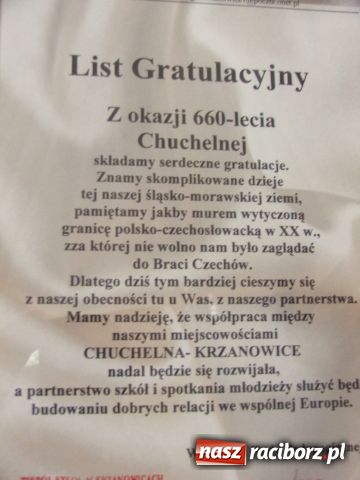 List Gratulacyjny
Z okazji 660-lecia
Chuchelnej
składamy serdeczne gratulacje.
Znamy skomplikowane dzieje
tej naszej śląsko-morawskiej ziemi,
pamiętamy jakby murem wytyczoną
granicę polsko-czechosłowacką w XX w.,
zza której nie wolno nam było zaglądać
do Braci Czechów.
Dlatego dziś tym bardziej cieszymy się
z naszej obecności tu u Was, z naszego partnerstwa.
Mamy nadzieję, że współpraca między
naszymi miejscowościami
CHUCHELNA- KRZANOWICE
nadal będzie się rozwijała,
a partnerstwo szkół i spotkania młodzieży służyć będ
budowaniu dobrych relacji we wspólnej Europie.
nasz raciborz.pl